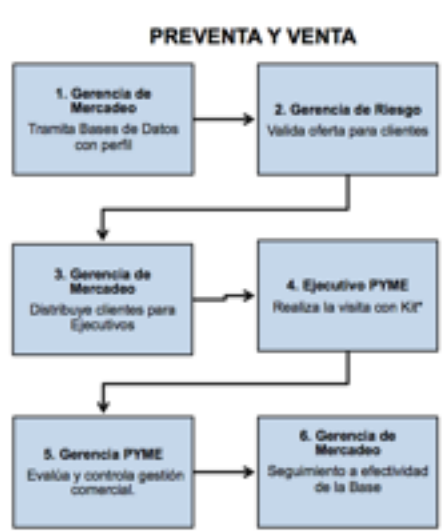 PREVENTA Y VENTA
1. Gerencia de
Mercadeo
Tramita Bases de Datos
con perfil
2. Gerencia de Riesgo
Valida oferta para clientes
3. Gerencia de
Mercadeo
Distribuye clientes para
Ejecutivos
4. Ejecutivo PYME
Realiza la visita con Kit*
5. Gerencia PYME
Evalúa y controla gestión
comercial.
6. Gerencia de
Mercadeo
Seguimiento a efectividad
de la Base